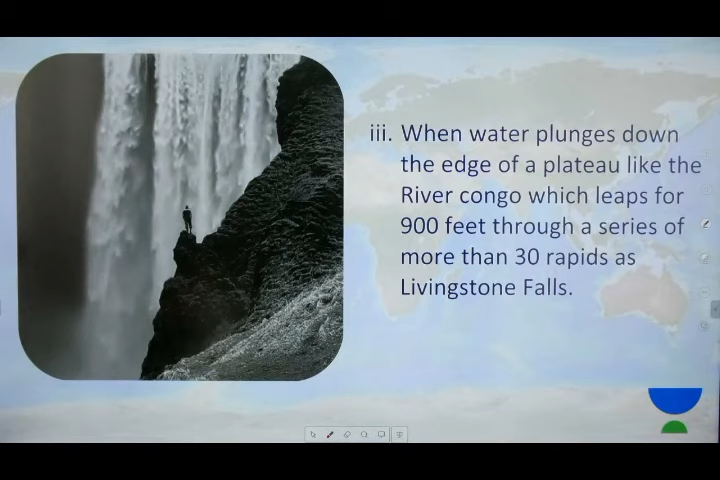 iii. When water plunges down
the edge of a plateau like the
River congo which leaps for
900 feet through a series of
more than 30 rapids as
Livingstone Falls.